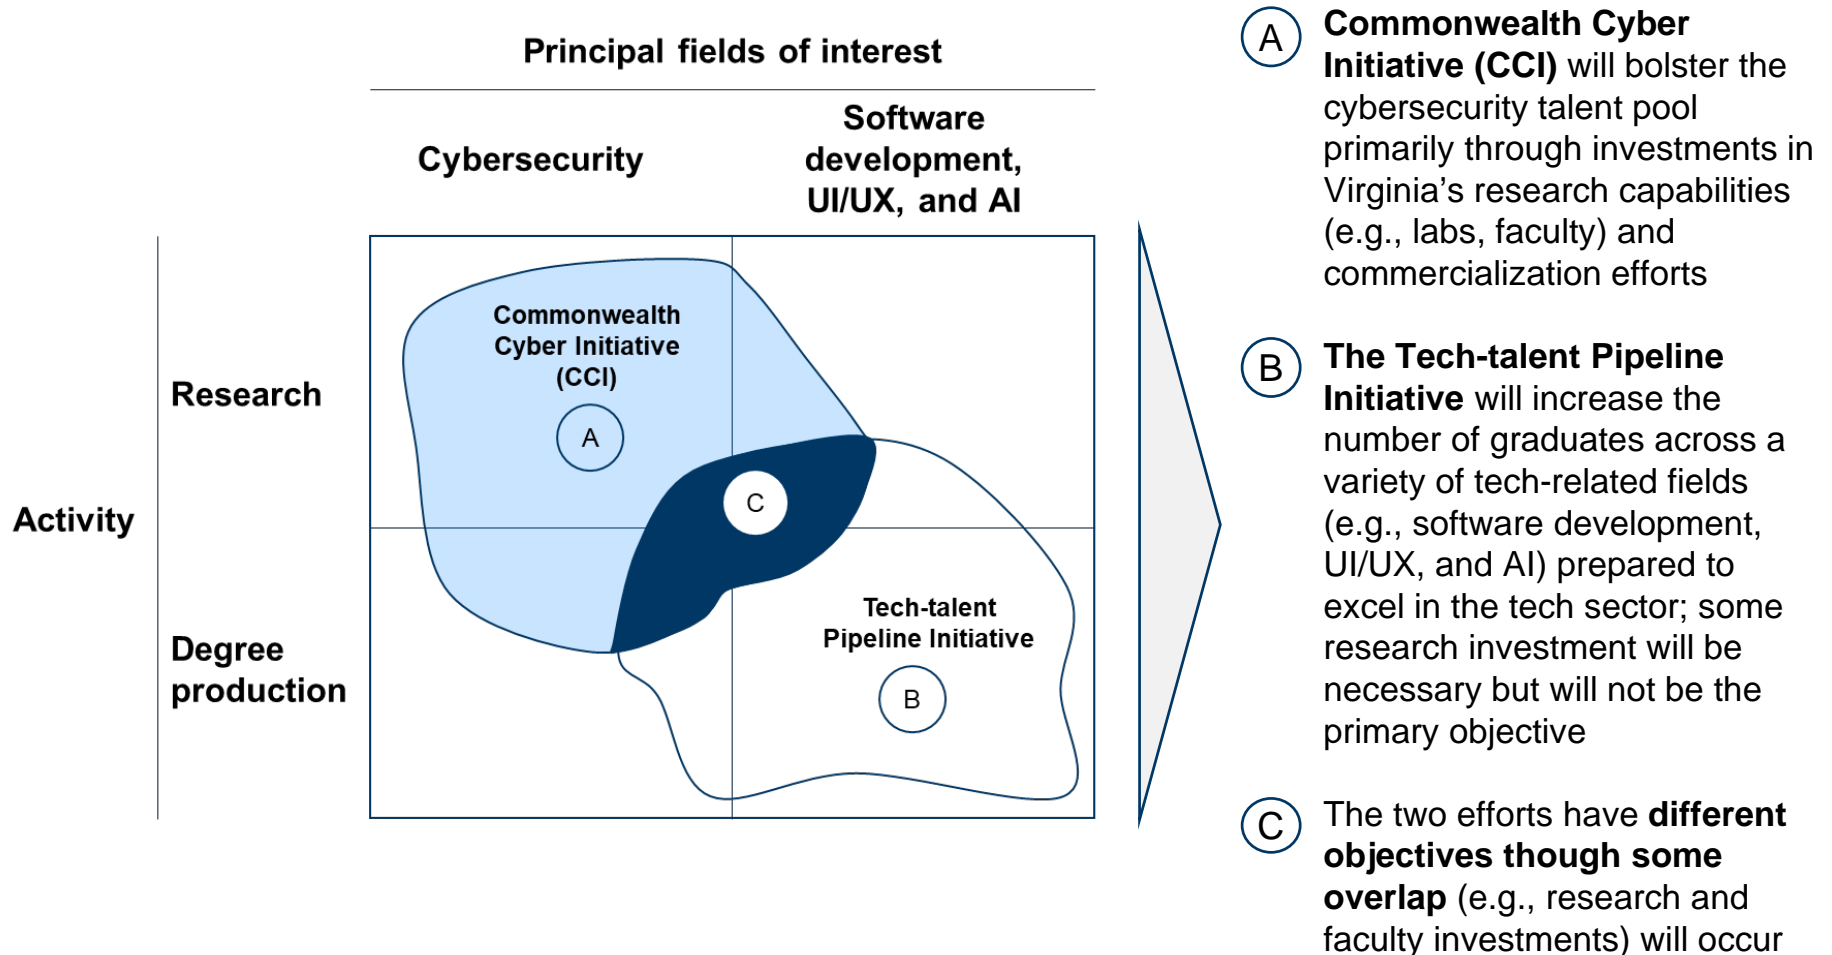 Principal fields of interest
Cybersecurity
Software
development,
UI/UX, and AI
Activity
Research
Degree
production
Commonwealth
Cyber Initiative
(CCI)
A
C
Tech-talent
Pipeline Initiative
B
A
Commonwealth Cyber
Initiative (CCI) will bolster the
cybersecurity talent pool
primarily through investments in
Virginia’s research capabilities
(e.g., labs, faculty) and
commercialization efforts
B
The Tech-talent Pipeline
Initiative will increase the
number of graduates across a
variety of tech-related fields
(e.g., software development,
UI/UX, and AI) prepared to
excel in the tech sector; some
research investment will be
necessary but will not be the
primary objective
C
The two efforts have different
objectives though some
overlap (e.g., research and
faculty investments) will occur